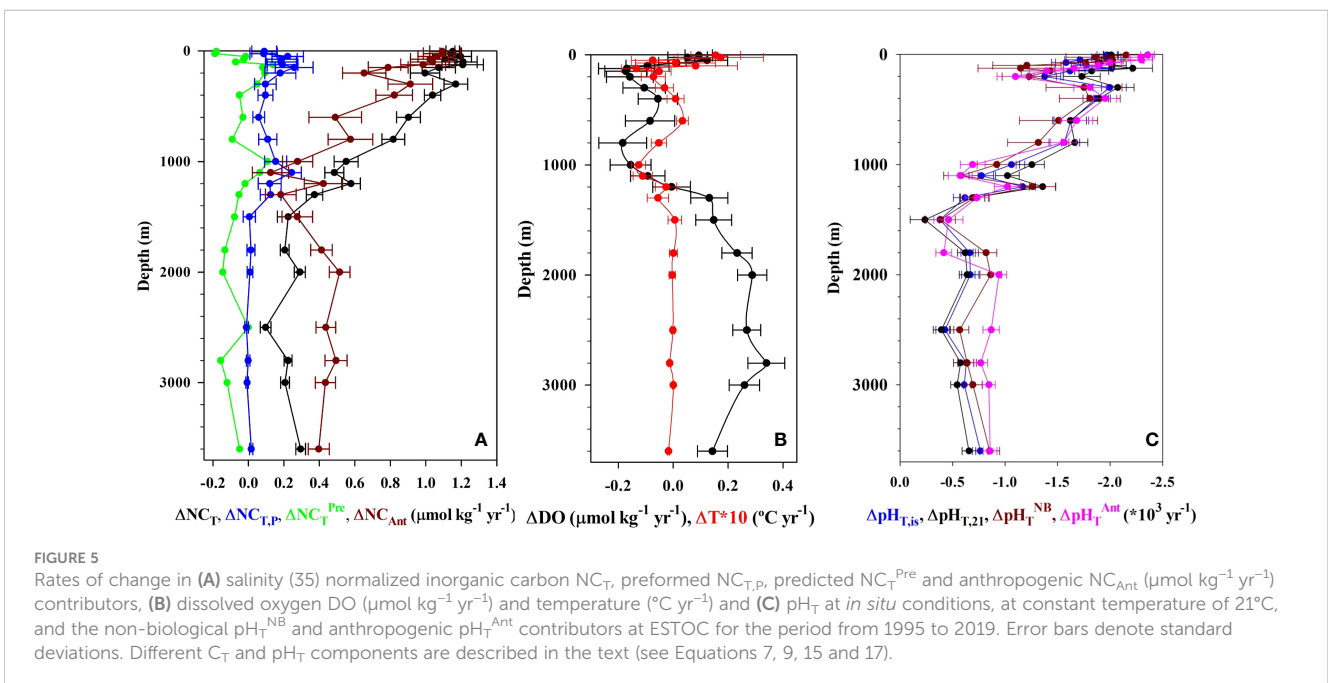 0
1000
2000
3000
Depth (m)
A
-0.2 0.0 0.2 0.4 0.6 0.8 1.0 1.2 1.4
ΔNC_T, ΔNC_T,P, ΔNC_T^Pre, ΔNC_Ant (μmol kg⁻¹ yr⁻¹)
0
1000
2000
3000
Depth (m)
B
-0.2 0.0 0.2 0.4
ΔDO (μmol kg⁻¹ yr⁻¹), ΔT*10 (ºC yr⁻¹)
0
1000
2000
3000
Depth (m)
C
0.0 -0.5 -1.0 -1.5 -2.0 -2.5
ΔpH_T,is, ΔpH_T,21, ΔpH_T^NB, ΔpH_T^Ant (*10³ yr⁻¹)
FIGURE 5
Rates of change in (A) salinity (35) normalized inorganic carbon NC_T, preformed NC_T,P, predicted NC_T^Pre and anthropogenic NC_Ant (μmol kg⁻¹ yr⁻¹)
contributors, (B) dissolved oxygen DO (μmol kg⁻¹ yr⁻¹) and temperature (°C yr⁻¹) and (C) pH_T at in situ conditions, at constant temperature of 21°C,
and the non-biological pH_T^NB and anthropogenic pH_T^Ant contributors at ESTOC for the period from 1995 to 2019. Error bars denote standard
deviations. Different C_T and pH_T components are described in the text (see Equations 7, 9, 15 and 17).